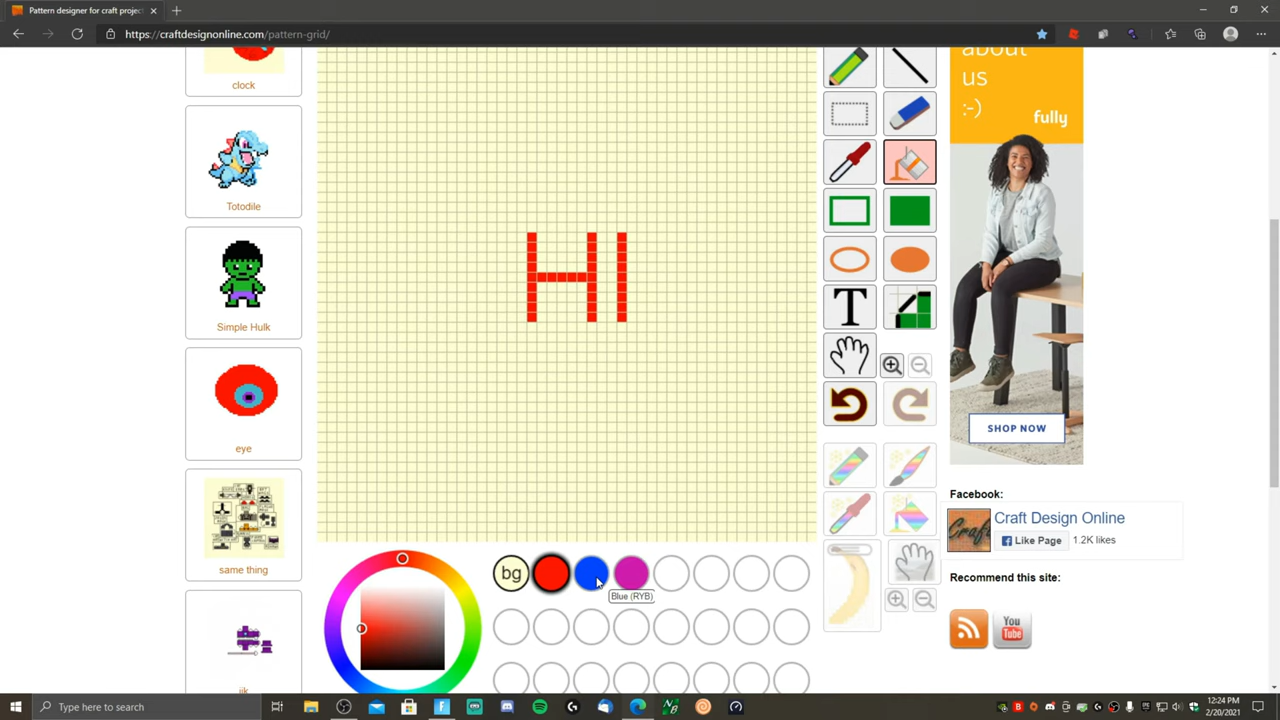 Pattern designer for craft projec
https://craftdesignonline.com/pattern-grid/
clock
Totodile
Simple Hulk
eye
same thing
jik
HI
bg
Blue (RYB)
T
about
us
:-)
fully
SHOP NOW
Facebook:
Craft Design Online
Like Page
1.2K likes
Recommend this site:
You
Tube
Type here to search
12:24 PM
2/20/2021